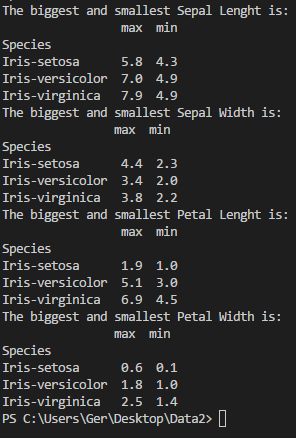 The biggest and smallest Sepal Lenght is:
max min
Species
Iris-setosa 5.8 4.3
Iris-versicolor 7.0 4.9
Iris-virginica 7.9 4.9
The biggest and smallest Sepal Width is:
max min
Species
Iris-setosa 4.4 2.3
Iris-versicolor 3.4 2.0
Iris-virginica 3.8 2.2
The biggest and smallest Petal Lenght is:
max min
Species
Iris-setosa 1.9 1.0
Iris-versicolor 5.1 3.0
Iris-virginica 6.9 4.5
The biggest and smallest Petal Width is:
max min
Species
Iris-setosa 0.6 0.1
Iris-versicolor 1.8 1.0
Iris-virginica 2.5 1.4
PS C:\Users\Ger\Desktop\Data2>